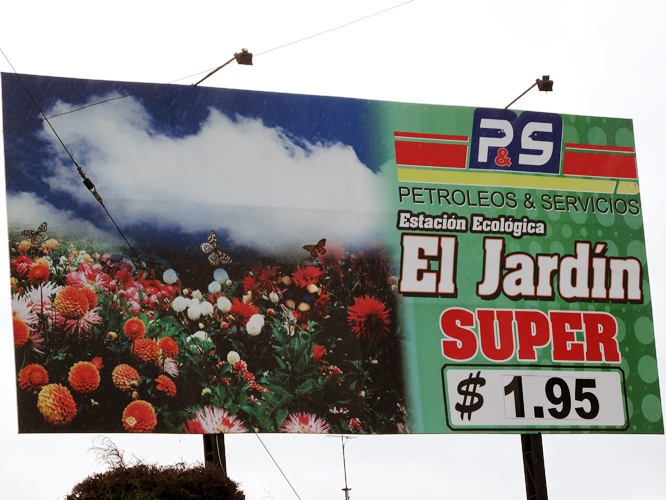 P&S
PETROLEOS & SERVICIOS
Estación Ecológica
El Jardín
SUPER
$ 1.95